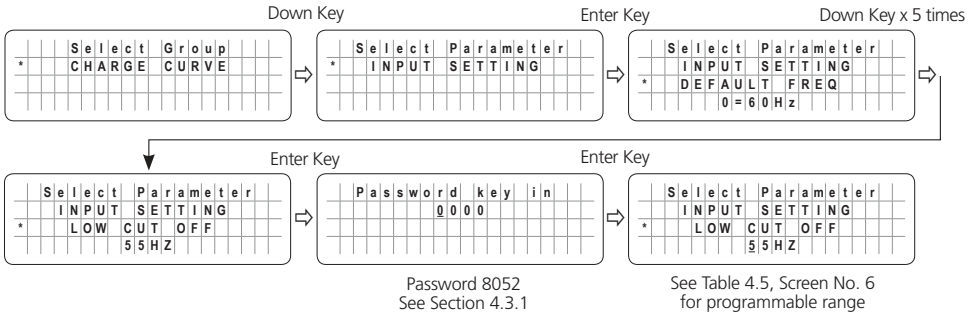 Down Key
Enter Key
Down Key x 5 times
Select Group
* CHARGE CURVE
Select Parameter
* INPUT SETTING
Select Parameter
INPUT SETTING
* DEFAULT FREQ
0=60Hz
Enter Key
Enter Key
Select Parameter
INPUT SETTING
* LOW CUT OFF
55HZ
Password key in
0000
Select Parameter
INPUT SETTING
* LOW CUT OFF
55HZ
Password 8052
See Section 4.3.1
See Table 4.5, Screen No. 6
for programmable range